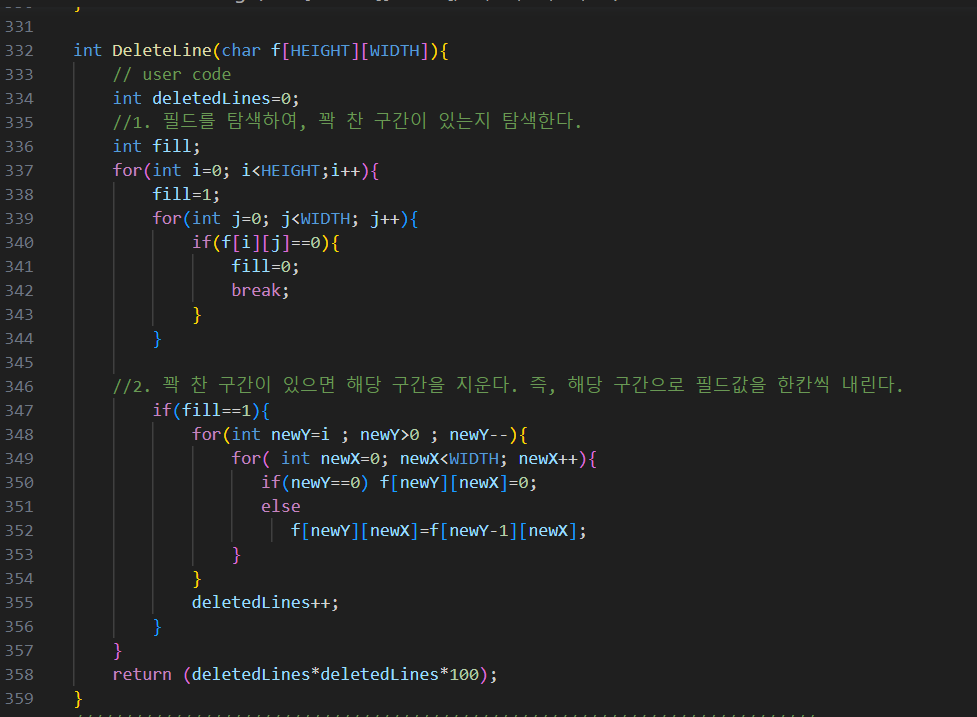 331
332 int DeleteLine(char f[HEIGHT][WIDTH]){
333 // user code
334 int deletedLines=0;
335 //1. 필드를 탐색하여, 꽉 찬 구간이 있는지 탐색한다.
336 int fill;
337 for(int i=0; i<HEIGHT;i++){
338 fill=1;
339 for(int j=0; j<WIDTH; j++){
340 if(f[i][j]==0){
341 fill=0;
342 break;
343 }
344 }
345
346 //2. 꽉 찬 구간이 있으면 해당 구간을 지운다. 즉, 해당 구간으로 필드값을 한칸씩 내린다.
347 if(fill==1){
348 for(int newY=i ; newY>0 ; newY--){
349 for( int newX=0; newX<WIDTH; newX++){
350 if(newY==0) f[newY][newX]=0;
351 else
352 f[newY][newX]=f[newY-1][newX];
353 }
354 }
355 deletedLines++;
356 }
357 }
358 return (deletedLines*deletedLines*100);
359 }